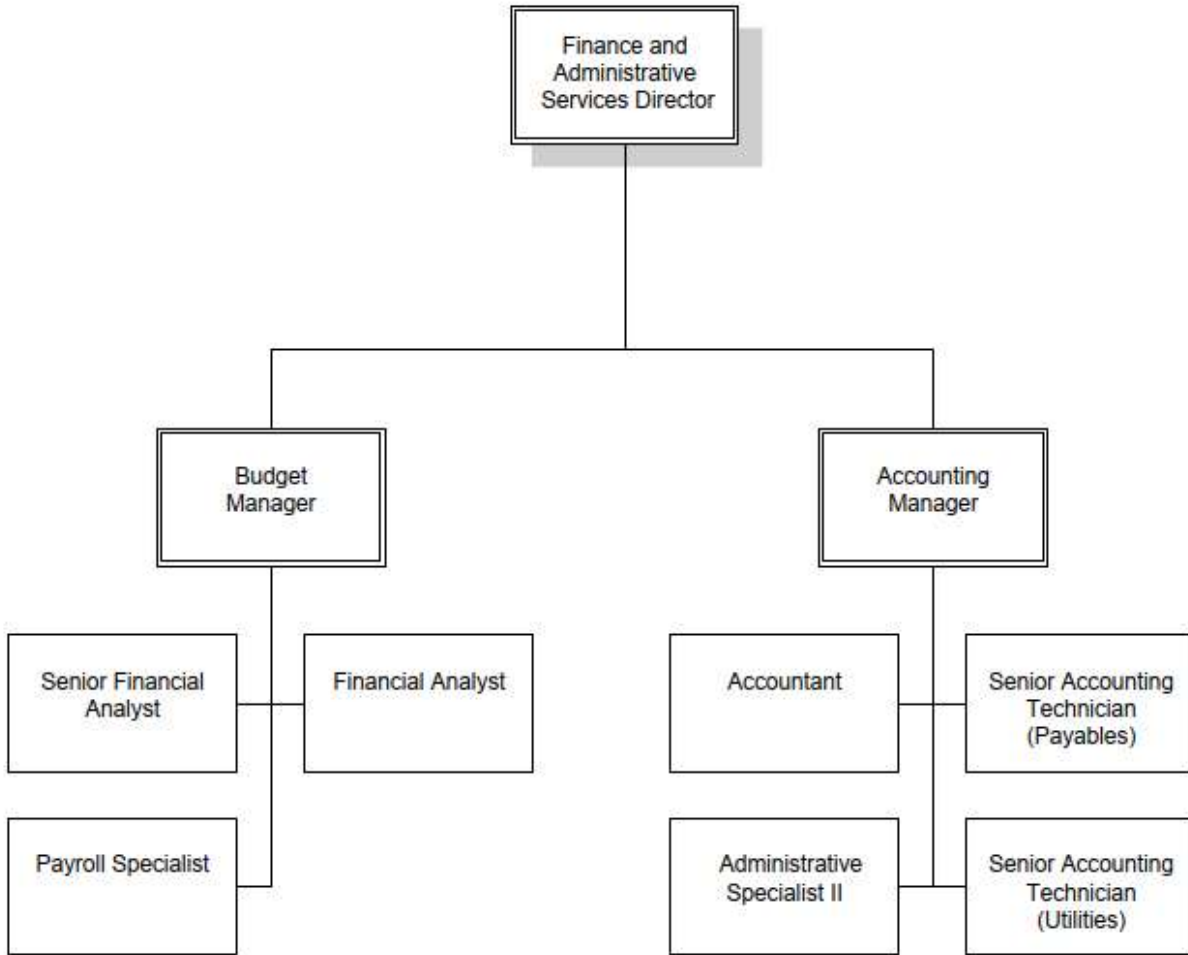 Finance and
Administrative
Services Director
Budget
Manager
Accounting
Manager
Senior Financial
Analyst
Financial Analyst
Accountant
Senior Accounting
Technician
(Payables)
Payroll Specialist
Administrative
Specialist II
Senior Accounting
Technician
(Utilities)